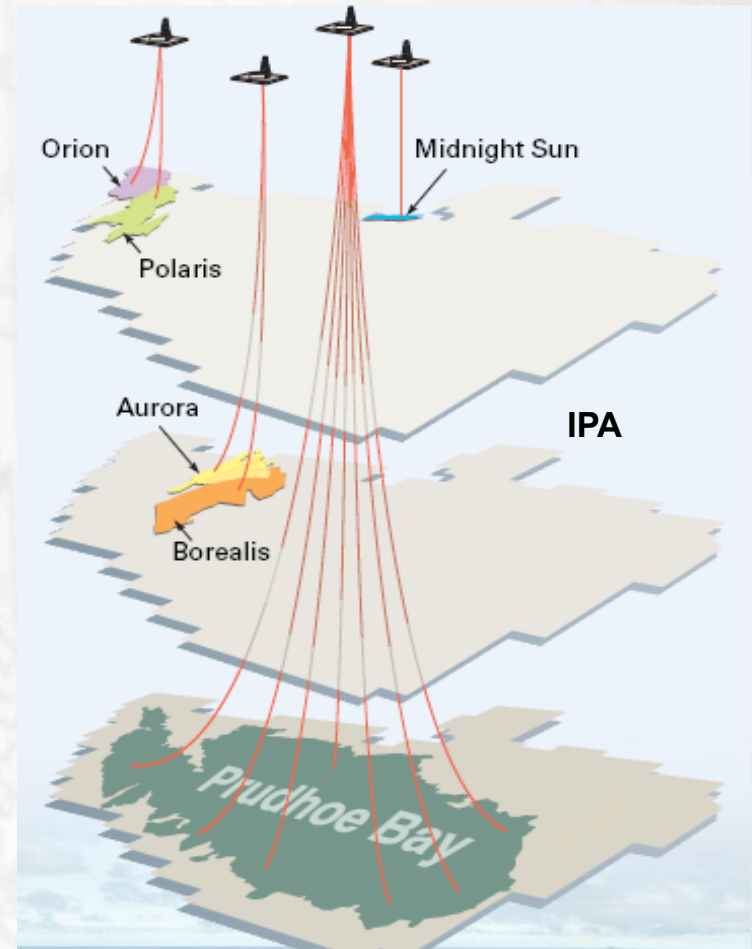 Orion
Midnight Sun
Polaris
Aurora
IPA
Borealis
Prudhoe Bay